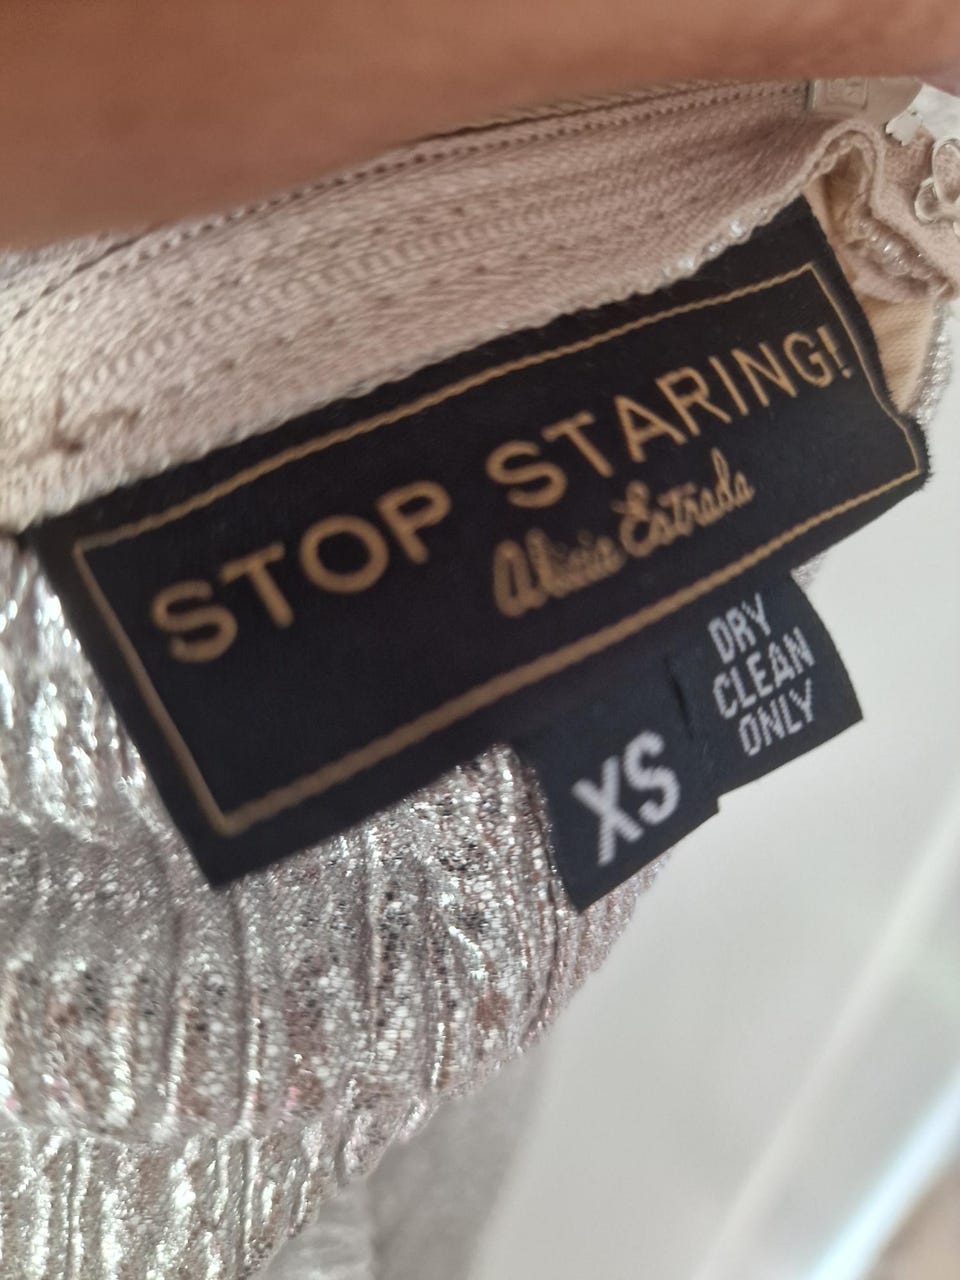 STOP STARING!
Alicia Estrada
XS
DRY
CLEAN
ONLY